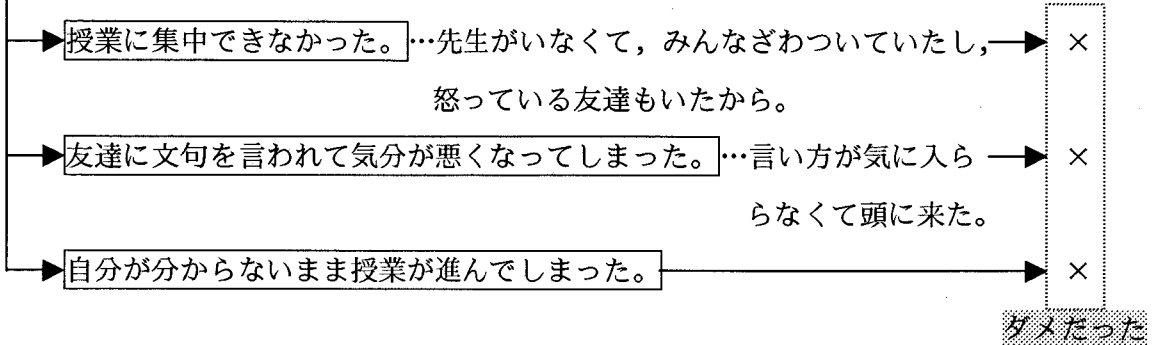 授業に集中できなかった。…先生がいなくて，みんなざわついていたし， ×
怒っている友達もいたから。
友達に文句を言われて気分が悪くなってしまった。…言い方が気に入ら ×
らなくて頭に来た。
自分が分からないまま授業が進んでしまった。 ×
ダメだった